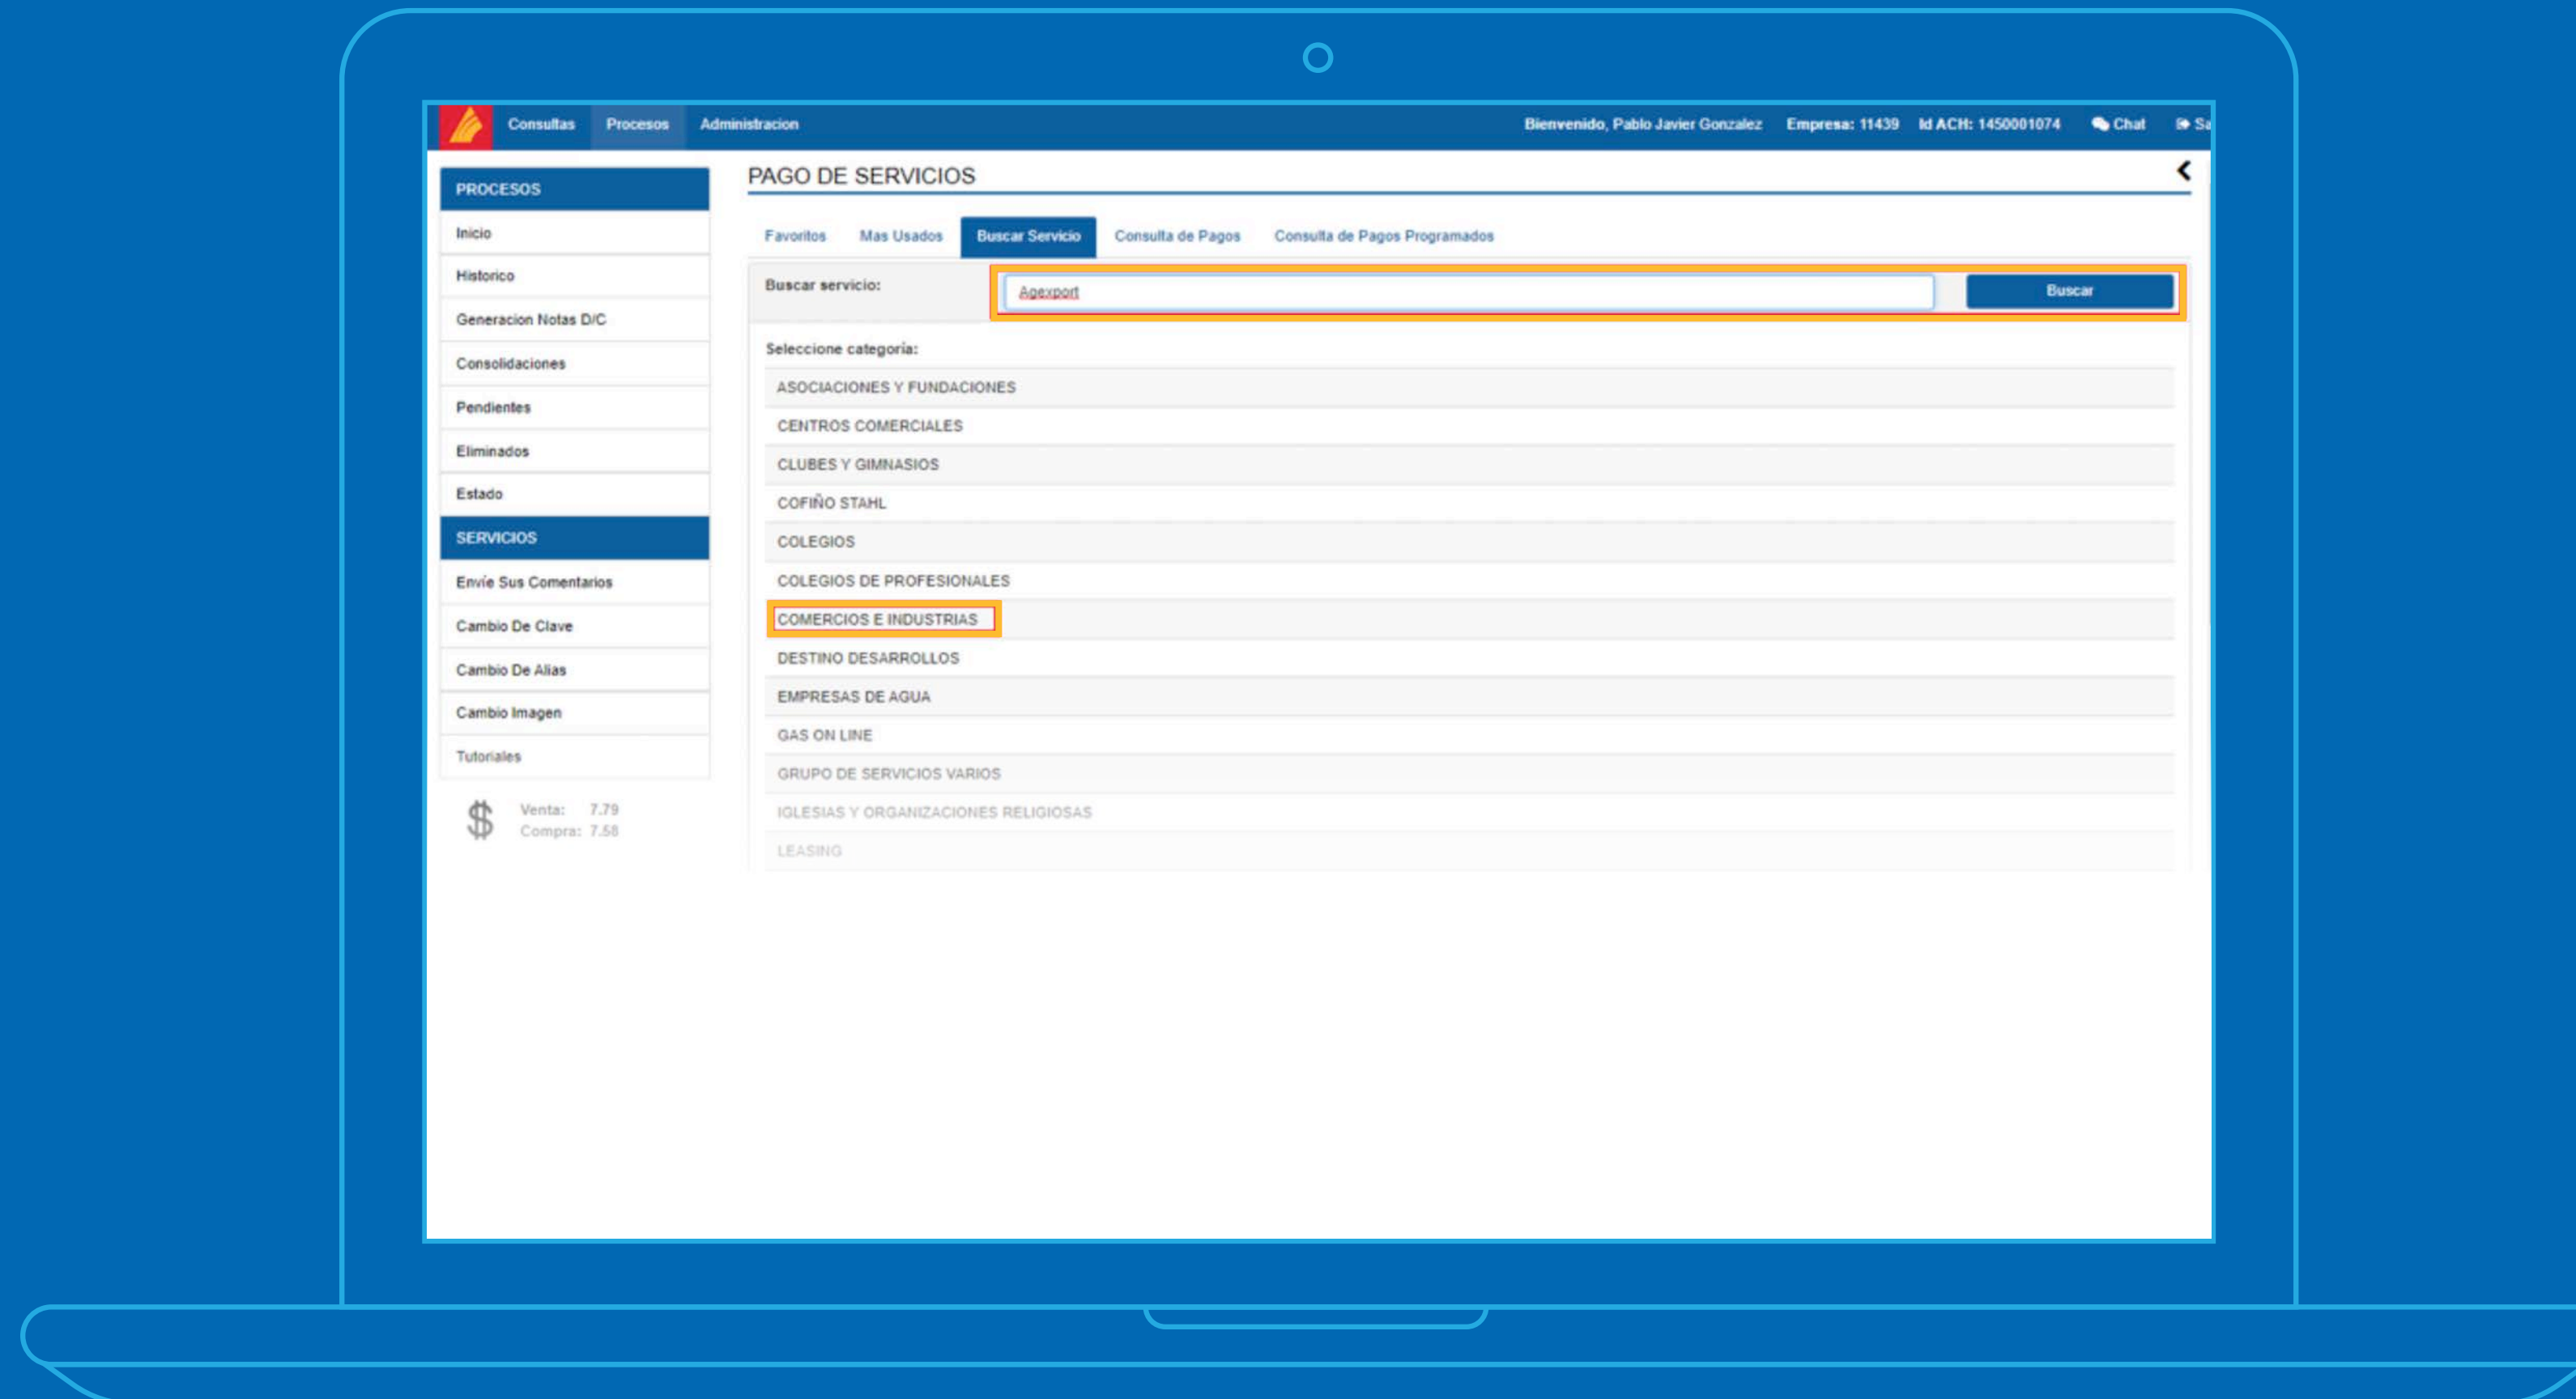 Consultas Procesos Administracion Bienvenido, Pablo Javier Gonzalez Empresa: 11439 Id ACH: 1450001074 Chat Sa
PROCESOS
Inicio
Historico
Generacion Notas D/C
Consolidaciones
Pendientes
Eliminados
Estado
SERVICIOS
Envíe Sus Comentarios
Cambio De Clave
Cambio De Alias
Cambio Imagen
Tutoriales
Venta: 7.79
Compra: 7.58
PAGO DE SERVICIOS
Favoritos Mas Usados Buscar Servicio Consulta de Pagos Consulta de Pagos Programados
Buscar servicio: Agexport Buscar
Seleccione categoría:
ASOCIACIONES Y FUNDACIONES
CENTROS COMERCIALES
CLUBES Y GIMNASIOS
COFIÑO STAHL
COLEGIOS
COLEGIOS DE PROFESIONALES
COMERCIOS E INDUSTRIAS
DESTINO DESARROLLOS
EMPRESAS DE AGUA
GAS ON LINE
GRUPO DE SERVICIOS VARIOS
IGLESIAS Y ORGANIZACIONES RELIGIOSAS
LEASING